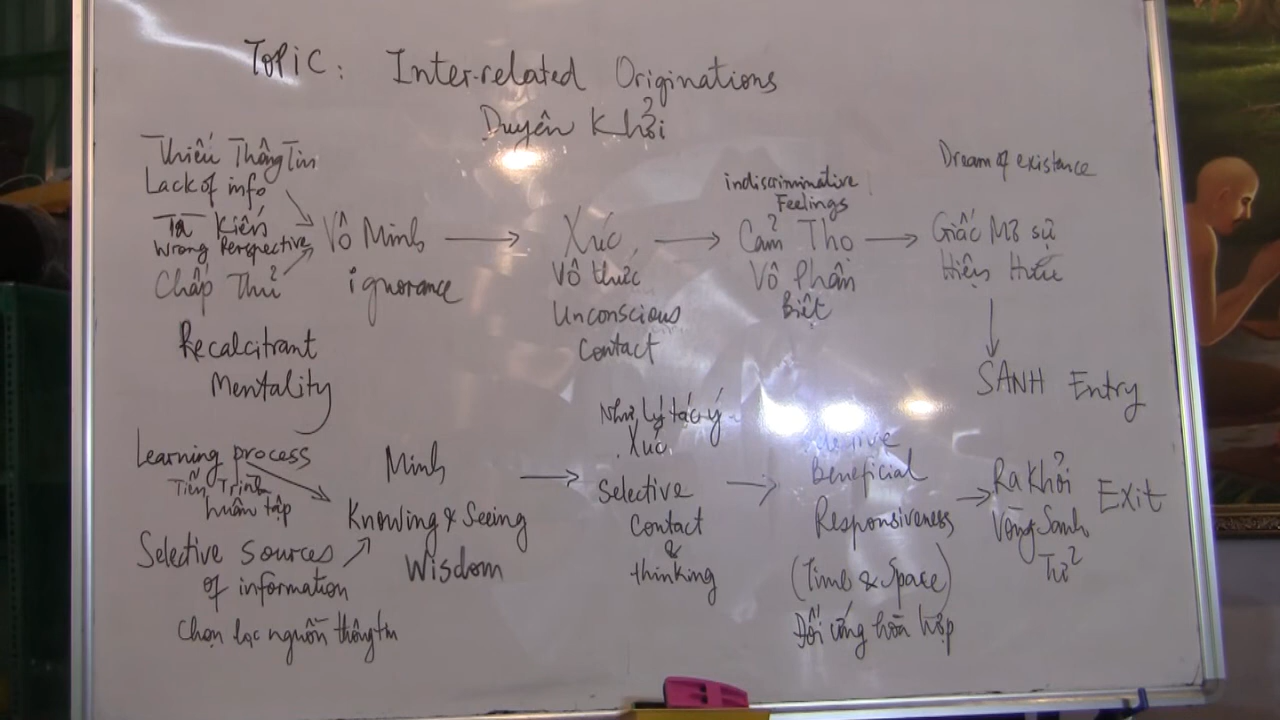 Topic: Inter-related Originations
Duyên Khởi
Thiếu Thông Tin
Lack of info
Tà Kiến
Wrong Perspective
Chấp Thủ
Recalcitrant
Mentality
Vô Minh
ignorance
Xúc
Vô thức
Unconscious
Contact
indiscriminative
Feelings
Cảm Thọ
Vô Phân
Biệt
Dream of existance
Giấc Mơ sự
Hiện Hữu
SANH Entry
Learning process
Tiến Trình
huân tập
Selective sources
of information
Chọn lọc nguồn thông tin
Minh
Knowing & Seeing
Wisdom
Như lý tác ý
Xúc
Selective
Contact
&
thinking
Beneficial
Responsiveness
(Time & Space)
Đối ứng hòa hợp
Ra Khỏi
Vòng Sanh
Tử
Exit